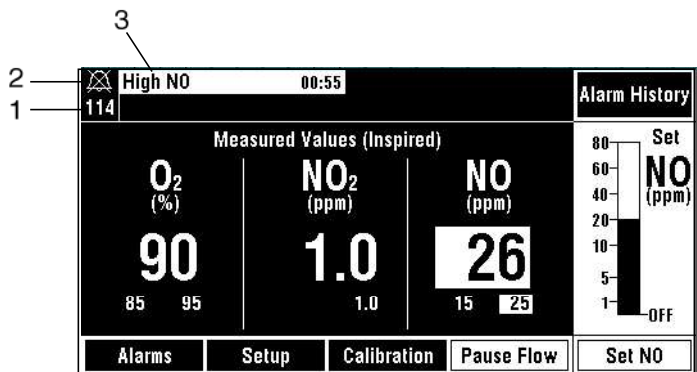 3
2
1
High NO 00:55
114
Alarm History
Measured Values (Inspired)
O₂
(%)
90
85 95
NO₂
(ppm)
1.0
1.0
NO
(ppm)
26
15 25
Set
NO
(ppm)
80
60
40
20
10
5
1
OFF
Alarms Setup Calibration Pause Flow Set NO